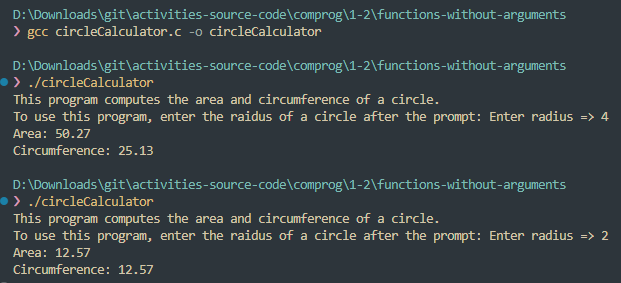 D:\Downloads\git\activities-source-code\comprog\1-2\functions-without-arguments
❯ gcc circleCalculator.c -o circleCalculator
D:\Downloads\git\activities-source-code\comprog\1-2\functions-without-arguments
❯ ./circleCalculator
This program computes the area and circumference of a circle.
To use this program, enter the raidus of a circle after the prompt: Enter radius => 4
Area: 50.27
Circumference: 25.13
D:\Downloads\git\activities-source-code\comprog\1-2\functions-without-arguments
❯ ./circleCalculator
This program computes the area and circumference of a circle.
To use this program, enter the raidus of a circle after the prompt: Enter radius => 2
Area: 12.57
Circumference: 12.57